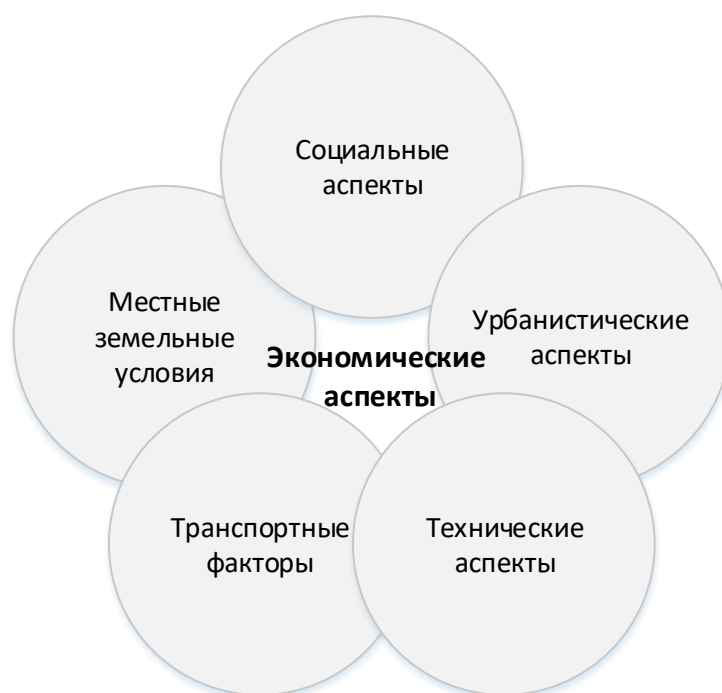 Социальные
аспекты
Местные
земельные
условия
Урбанистические
аспекты
Экономические
аспекты
Транспортные
факторы
Технические
аспекты